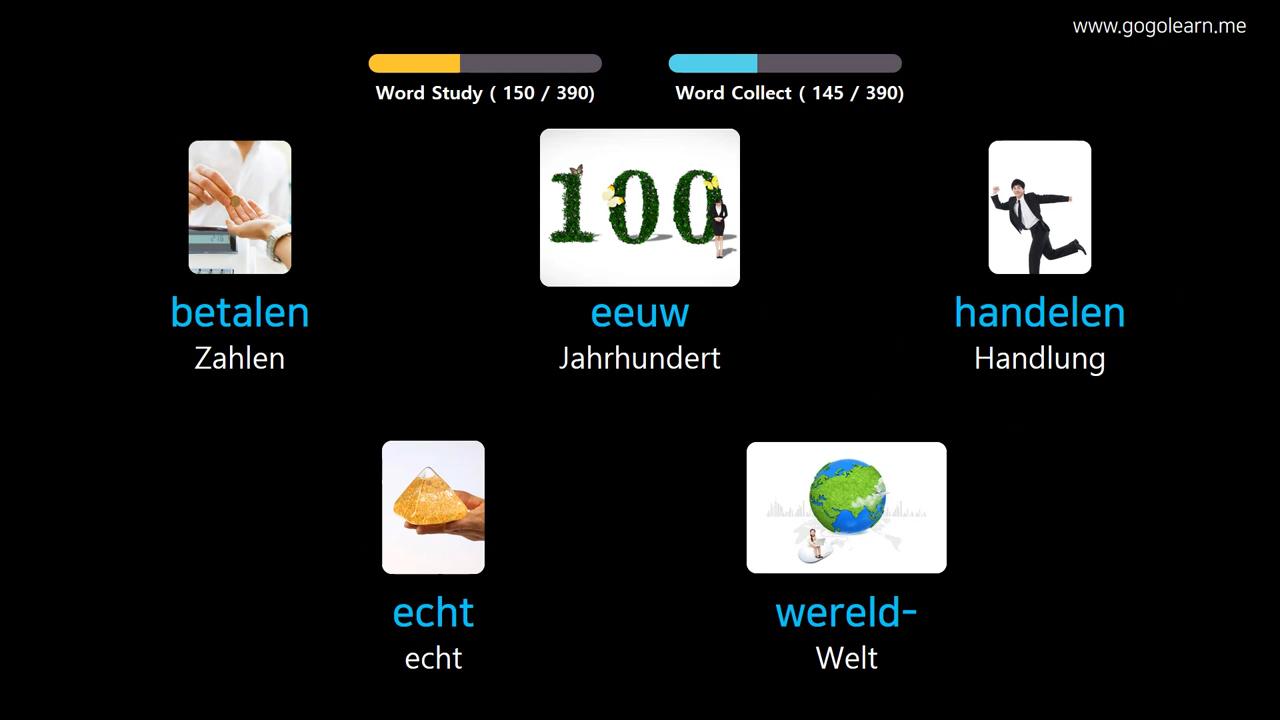 www.gogolearn.me
Word Study ( 150 / 390)
Word Collect ( 145 / 390)
100
betalen
Zahlen
eeuw
Jahrhundert
handelen
Handlung
echt
echt
wereld-
Welt